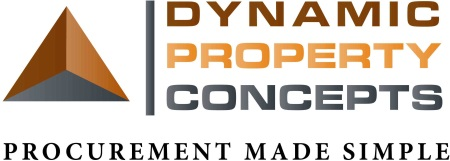 DYNAMIC
PROPERTY
CONCEPTS
PROCUREMENT MADE SIMPLE